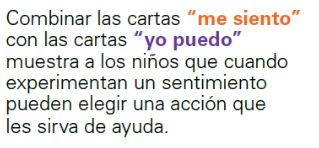 Combinar las cartas “me siento”
con las cartas “yo puedo”
muestra a los niños que cuando
experimentan un sentimiento
pueden elegir una acción que
les sirva de ayuda.